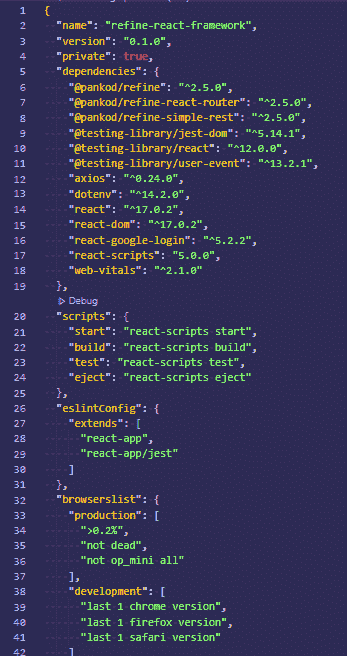 1 {
2 "name": "refine-react-framework",
3 "version": "0.1.0",
4 "private": true,
5 "dependencies": {
6 "@pankod/refine": "^2.5.0",
7 "@pankod/refine-react-router": "^2.5.0",
8 "@pankod/refine-simple-rest": "^2.5.0",
9 "@testing-library/jest-dom": "^5.14.1",
10 "@testing-library/react": "^12.0.0",
11 "@testing-library/user-event": "^13.2.1",
12 "axios": "^0.24.0",
13 "dotenv": "^14.2.0",
14 "react": "^17.0.2",
15 "react-dom": "^17.0.2",
16 "react-google-login": "^5.2.2",
17 "react-scripts": "5.0.0",
18 "web-vitals": "^2.1.0"
19 },
Debug
20 "scripts": {
21 "start": "react-scripts start",
22 "build": "react-scripts build",
23 "test": "react-scripts test",
24 "eject": "react-scripts eject"
25 },
26 "eslintConfig": {
27 "extends": [
28 "react-app",
29 "react-app/jest"
30 ]
31 },
32 "browserslist": {
33 "production": [
34 ">0.2%",
35 "not dead",
36 "not op_mini all"
37 ],
38 "development": [
39 "last 1 chrome version",
40 "last 1 firefox version",
41 "last 1 safari version"
42 ]